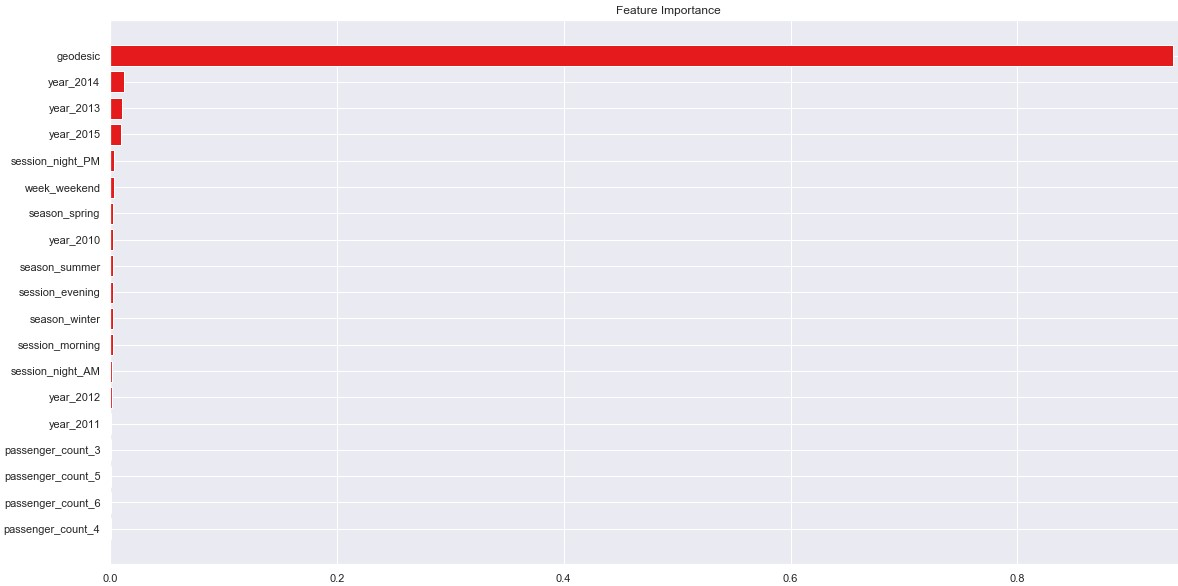 Feature Importance
geodesic
year_2014
year_2013
year_2015
session_night_PM
week_weekend
season_spring
year_2010
season_summer
session_evening
season_winter
session_morning
session_night_AM
year_2012
year_2011
passenger_count_3
passenger_count_5
passenger_count_6
passenger_count_4
0.0 0.2 0.4 0.6 0.8